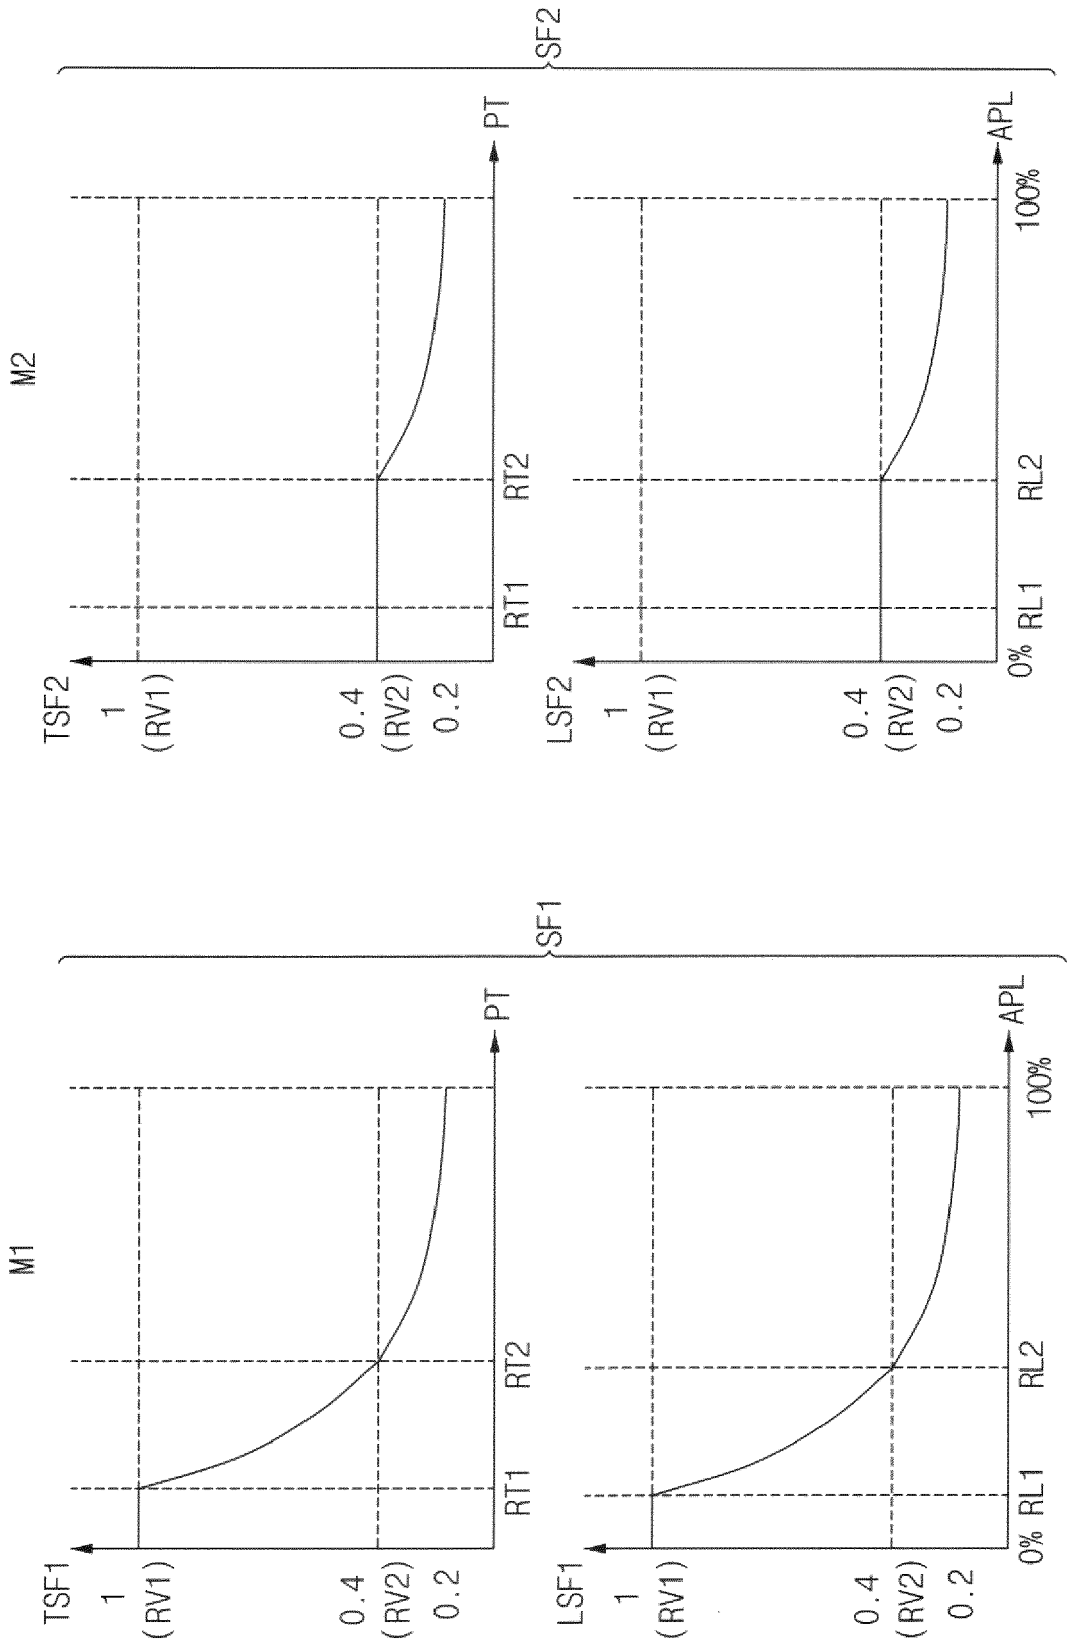 M1
TSF1
1
(RV1)
0.4
(RV2)
0.2
RT1
RT2
PT
LSF1
1
(RV1)
0.4
(RV2)
0.2
0%
RL1
RL2
100%
APL
SF1
M2
TSF2
1
(RV1)
0.4
(RV2)
0.2
RT1
RT2
PT
LSF2
1
(RV1)
0.4
(RV2)
0.2
0%
RL1
RL2
100%
APL
SF2